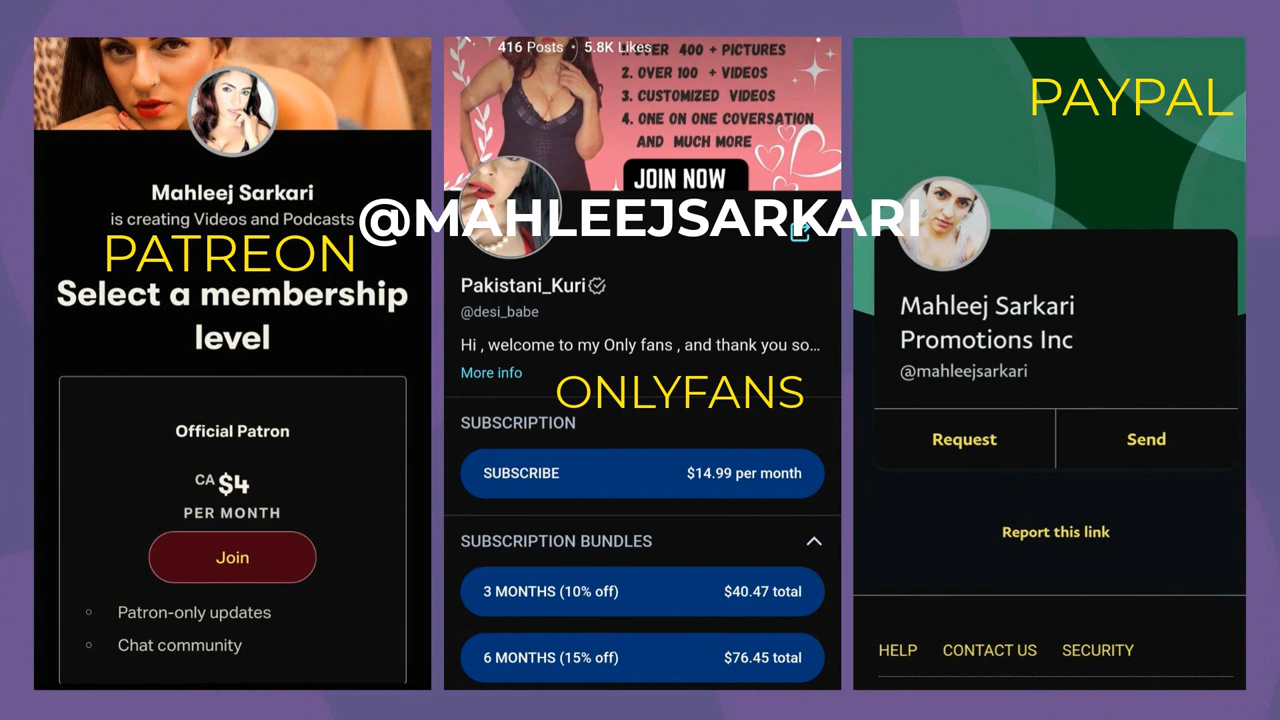 Mahleej Sarkari
is creating Videos and Podcasts
PATREON
Select a membership
level
Official Patron
CA $4
PER MONTH
Join
Patron-only updates
Chat community
@MAHLEEJSARKARI
416 Posts • 5.8K Likes
1. OVER 400 + PICTURES
2. OVER 100 + VIDEOS
3. CUSTOMIZED VIDEOS
4. ONE ON ONE COVERSATION
AND MUCH MORE
JOIN NOW
Pakistani_Kuri
@desi_babe
Hi , welcome to my Only fans , and thank you so...
More info
ONLYFANS
SUBSCRIPTION
SUBSCRIBE $14.99 per month
SUBSCRIPTION BUNDLES
3 MONTHS (10% off) $40.47 total
6 MONTHS (15% off) $76.45 total
PAYPAL
Mahleej Sarkari
Promotions Inc
@mahleejsarkari
Request Send
Report this link
HELP CONTACT US SECURITY